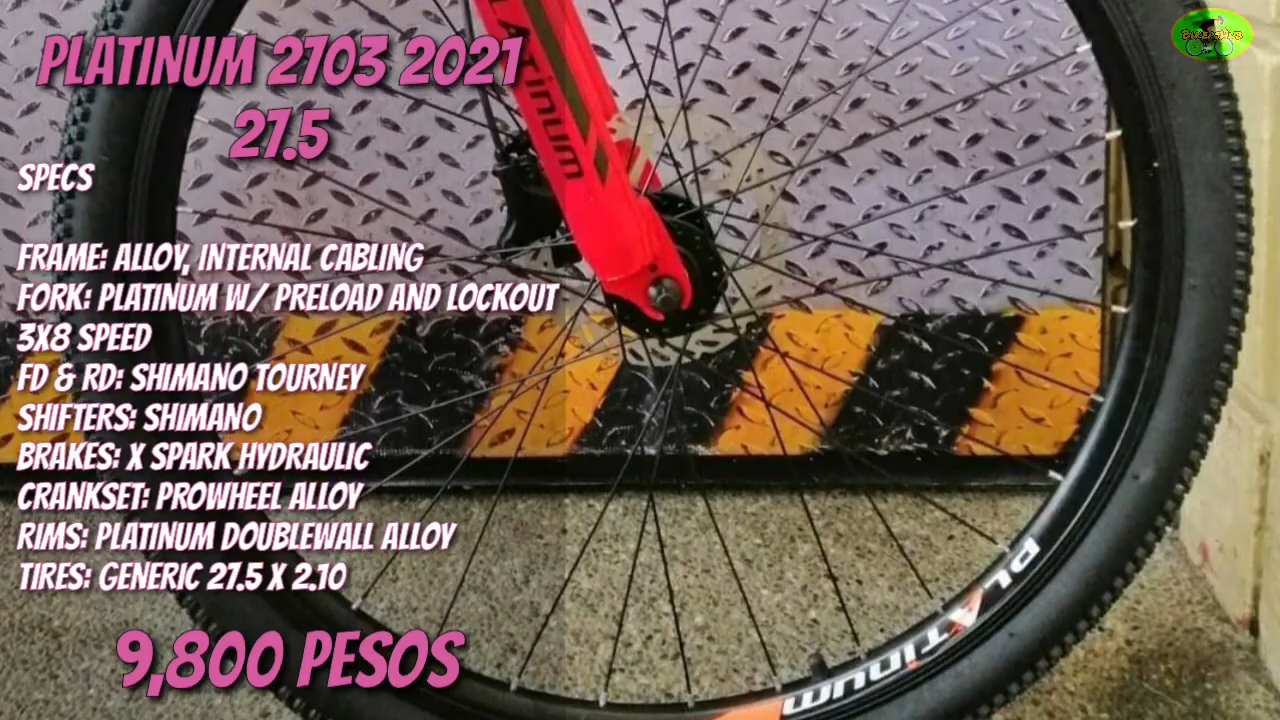 PLATINUM 2703 2021
27.5
SPECS
FRAME: ALLOY, INTERNAL CABLING
FORK: PLATINUM W/ PRELOAD AND LOCKOUT
3X8 SPEED
FD & RD: SHIMANO TOURNEY
SHIFTERS: SHIMANO
BRAKES: X SPARK HYDRAULIC
CRANKSET: PROWHEEL ALLOY
RIMS: PLATINUM DOUBLEWALL ALLOY
TIRES: GENERIC 27.5 X 2.10
9,800 PESOS
PLATINUM
PLATINUM